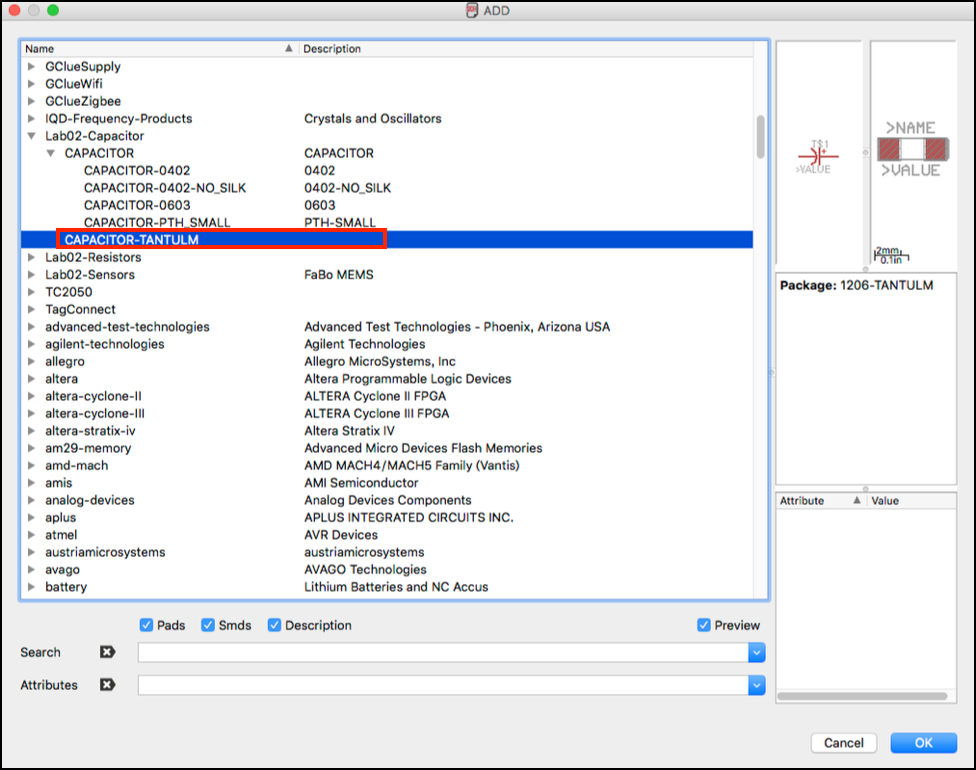 ADD
Name Description
GClueSupply
GClueWifi
GClueZigbee
IQD-Frequency-Products Crystals and Oscillators
Lab02-Capacitor
CAPACITOR CAPACITOR
CAPACITOR-0402 0402
CAPACITOR-0402-NO_SILK 0402-NO_SILK
CAPACITOR-0603 0603
CAPACITOR-PTH_SMALL PTH-SMALL
CAPACITOR-TANTULM
Lab02-Resistors
Lab02-Sensors FaBo MEMS
TC2050
TagConnect
advanced-test-technologies Advanced Test Technologies - Phoenix, Arizona USA
agilent-technologies Agilent Technologies
allegro Allegro MicroSystems, Inc
altera Altera Programmable Logic Devices
altera-cyclone-II ALTERA Cyclone II FPGA
altera-cyclone-III ALTERA Cyclone III FPGA
altera-stratix-iv Altera Stratix IV
am29-memory Advanced Micro Devices Flash Memories
amd-mach AMD MACH4/MACH5 Family (Vantis)
amis AMI Semiconductor
analog-devices Analog Devices Components
aplus APLUS INTEGRATED CIRCUITS INC.
atmel AVR Devices
austriamicrosystems austriamicrosystems
avago AVAGO Technologies
battery Lithium Batteries and NC Accus
Pads Smds Description Preview
Search
Attributes
>VALUE
>NAME
>VALUE
2mm
0.1in
Package: 1206-TANTULM
Attribute Value
Cancel OK